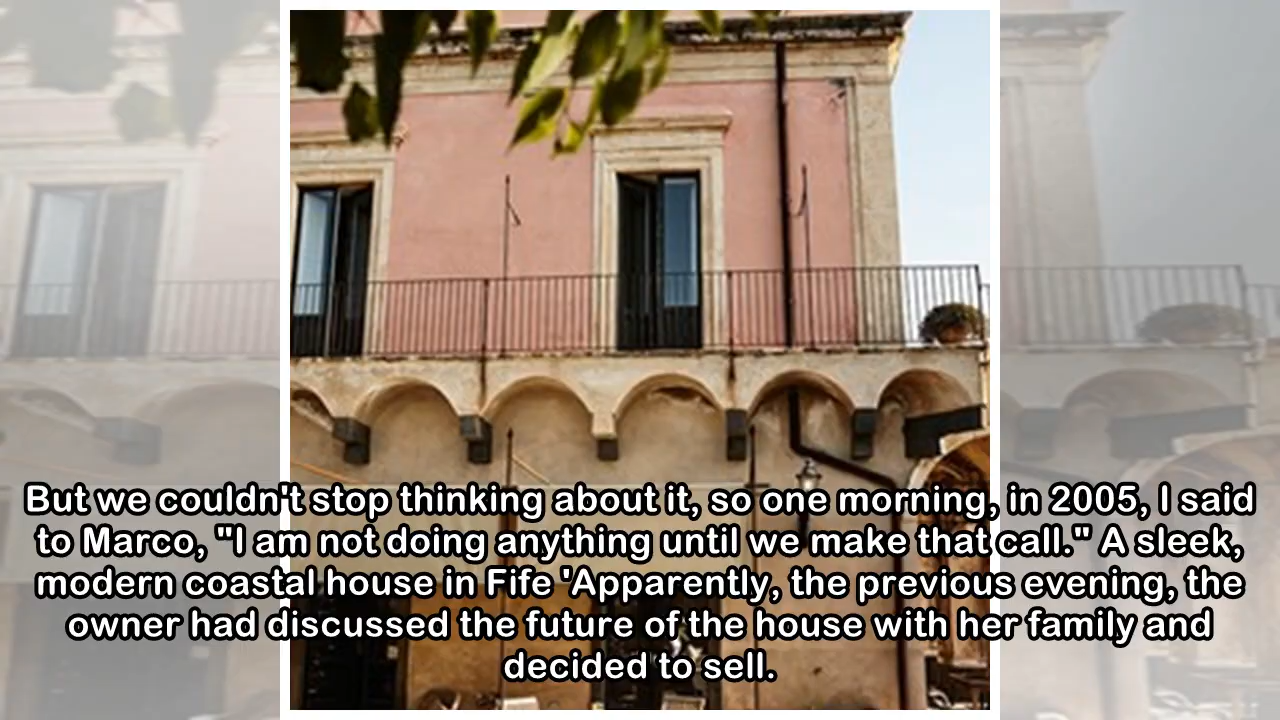 But we couldn't stop thinking about it, so one morning, in 2005, I said
to Marco, "I am not doing anything until we make that call." A sleek,
modern coastal house in Fife 'Apparently, the previous evening, the
owner had discussed the future of the house with her family and
decided to sell.